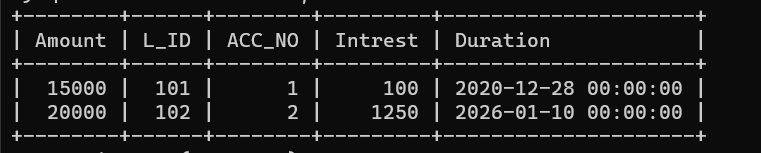 +--------+------+--------+---------+---------------------+
| Amount | L_ID | ACC_NO | Intrest | Duration            |
+--------+------+--------+---------+---------------------+
|  15000 |  101 |      1 |     100 | 2020-12-28 00:00:00 |
|  20000 |  102 |      2 |    1250 | 2026-01-10 00:00:00 |
+--------+------+--------+---------+---------------------+